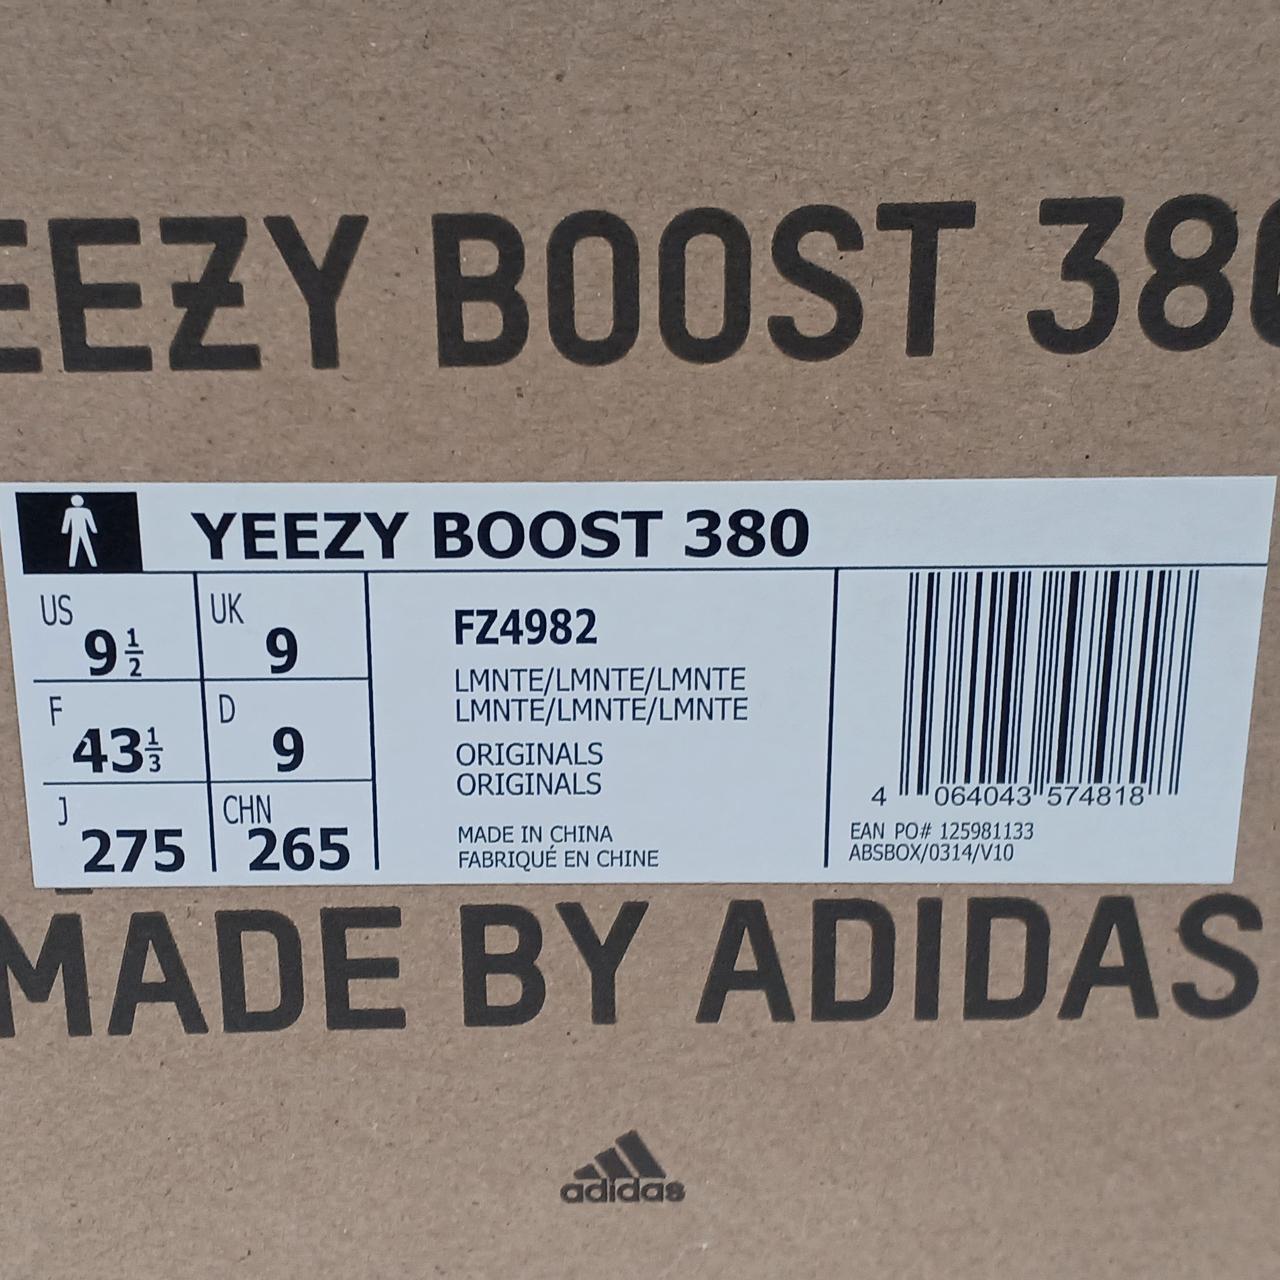 EEZY BOOST 380
YEEZY BOOST 380
US 9 1/2 UK 9
F 43 1/3 D 9
J 275 CHN 265
FZ4982
LMNTE/LMNTE/LMNTE
LMNTE/LMNTE/LMNTE
ORIGINALS
ORIGINALS
MADE IN CHINA
FABRIQUÉ EN CHINE
4 064043 574818
EAN PO# 125981133
ABSBOX/0314/V10
MADE BY ADIDAS
adidas